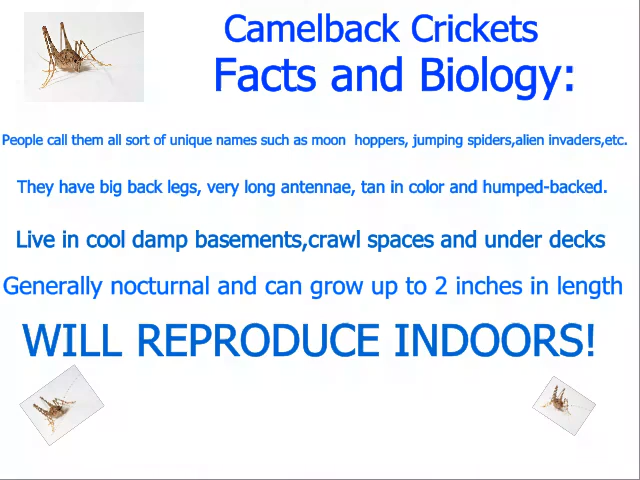 Camelback Crickets
Facts and Biology:
People call them all sort of unique names such as moon  hoppers, jumping spiders,alien invaders,etc.
They have big back legs, very long antennae, tan in color and humped-backed.
Live in cool damp basements,crawl spaces and under decks
Generally nocturnal and can grow up to 2 inches in length
WILL REPRODUCE INDOORS!